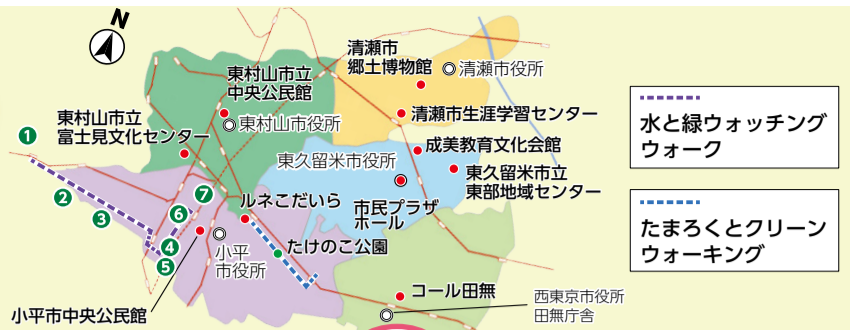 N
清瀬市
郷土博物館
清瀬市役所
東村山市立
中央公民館
清瀬市生涯学習センター
東村山市立
富士見文化センター
東村山市役所
成美教育文化会館
東久留米市役所
東久留米市立
東部地域センター
市民プラザ
ホール
ルネこだいら
小平
市役所
たけのこ公園
小平市中央公民館
コール田無
西東京市役所
田無庁舎
1
2
3
4
5
6
7
水と緑ウォッチング
ウォーク
たまろくとクリーン
ウォーキング